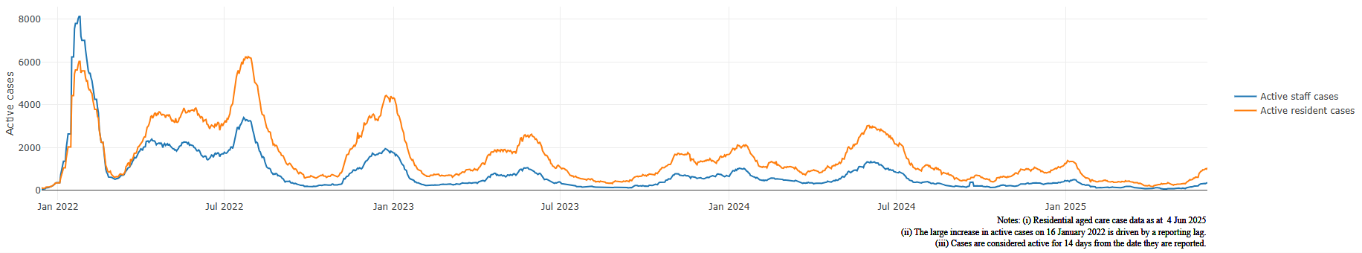 8000
6000
4000
2000
0
Active cases
Jan 2022
Jul 2022
Jan 2023
Jul 2023
Jan 2024
Jul 2024
Jan 2025
Active staff cases
Active resident cases
Notes: (i) Residential aged care case data as at 4 Jun 2025
(ii) The large increase in active cases on 16 January 2022 is driven by a reporting lag.
(iii) Cases are considered active for 14 days from the date they are reported.